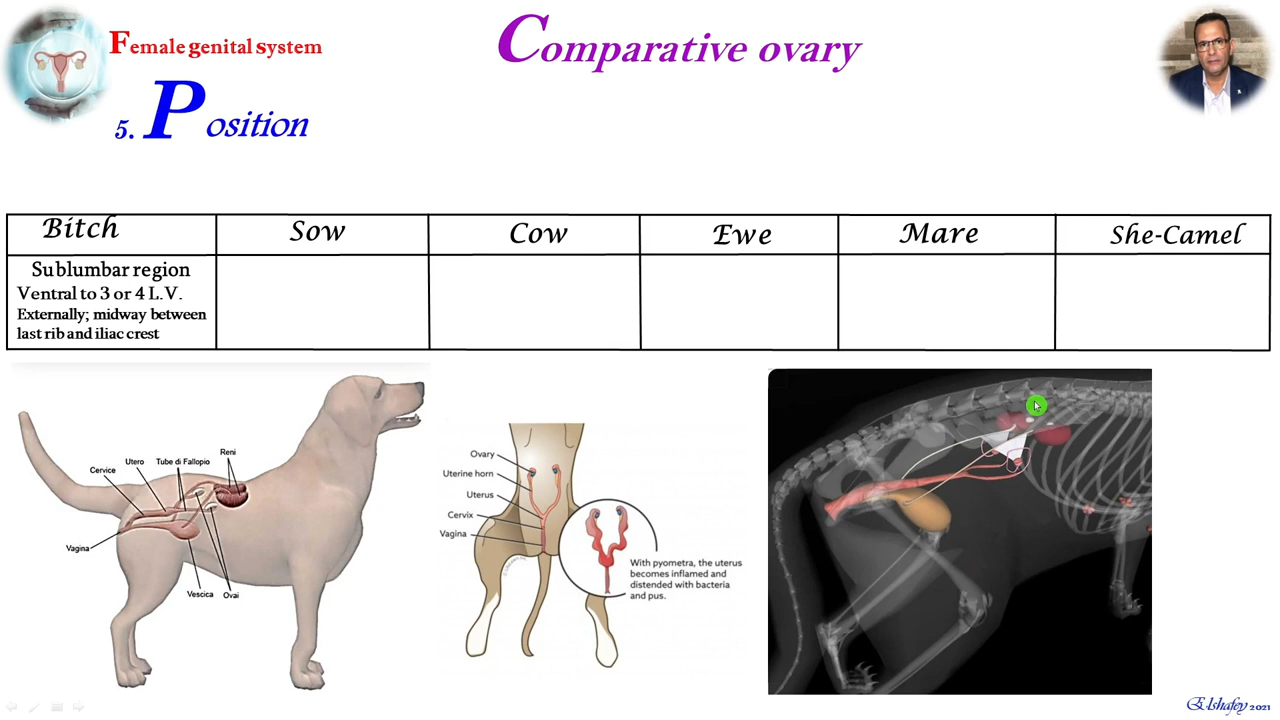 Female genital system
Comparative ovary
5. Position
Bitch
Sow
Cow
Ewe
Mare
She-Camel
Sublumbar region
Ventral to 3 or 4 L.V.
Externally; midway between
last rib and iliac crest
Reni
Utero
Tube di Fallopio
Cervice
Vagina
Vescica
Ovai
Ovary
Uterine horn
Uterus
Cervix
Vagina
With pyometra, the uterus
becomes inflamed and
distended with bacteria
and pus.
Elshafey 2021